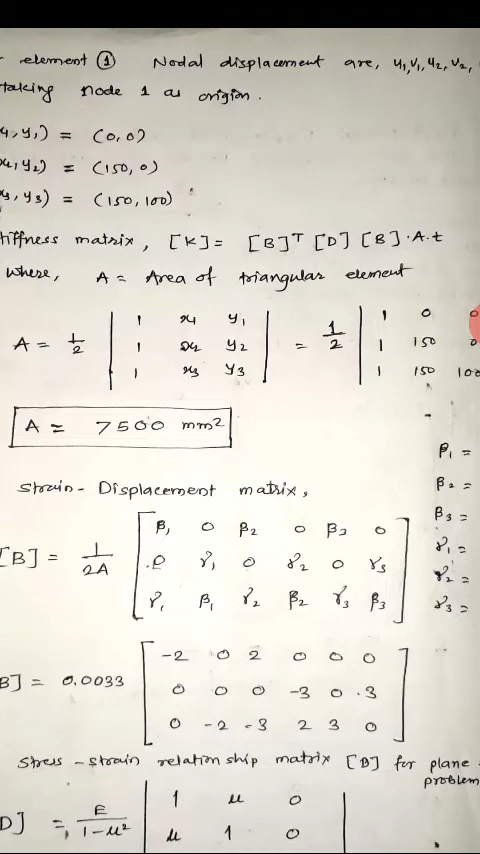 element ① Nodal displacement are, u1,v1,u2,v2,
taking node 1 as origion.
y1) = (0,0)
y2) = (150,0)
y3) = (150,100)
tiffness matrix, [K] = [B]ᵀ [D] [B]·A.t
Where, A = Area of triangular element
A = 1/2 | 1 x1 y1 | = 1/2 | 1 0 0
1 x2 y2 1 150 0
1 x3 y3 1 150 100
A = 7500 mm²
β1 =
β2 =
β3 =
γ1 =
γ2 =
γ3 =
Strain-Displacement matrix,
[B] = 1/2A [ β1 0 β2 0 β3 0 ]
0 γ1 0 γ2 0 γ3
γ1 β1 γ2 β2 γ3 β3
B] = 0.0033 [ -2 0 2 0 0 0 ]
0 0 0 -3 0 .3
0 -2 -3 2 3 0
Stress-strain relationship matrix [B] for plane
problem
D] = E/1-μ² | 1 μ 0 |
μ 1 0